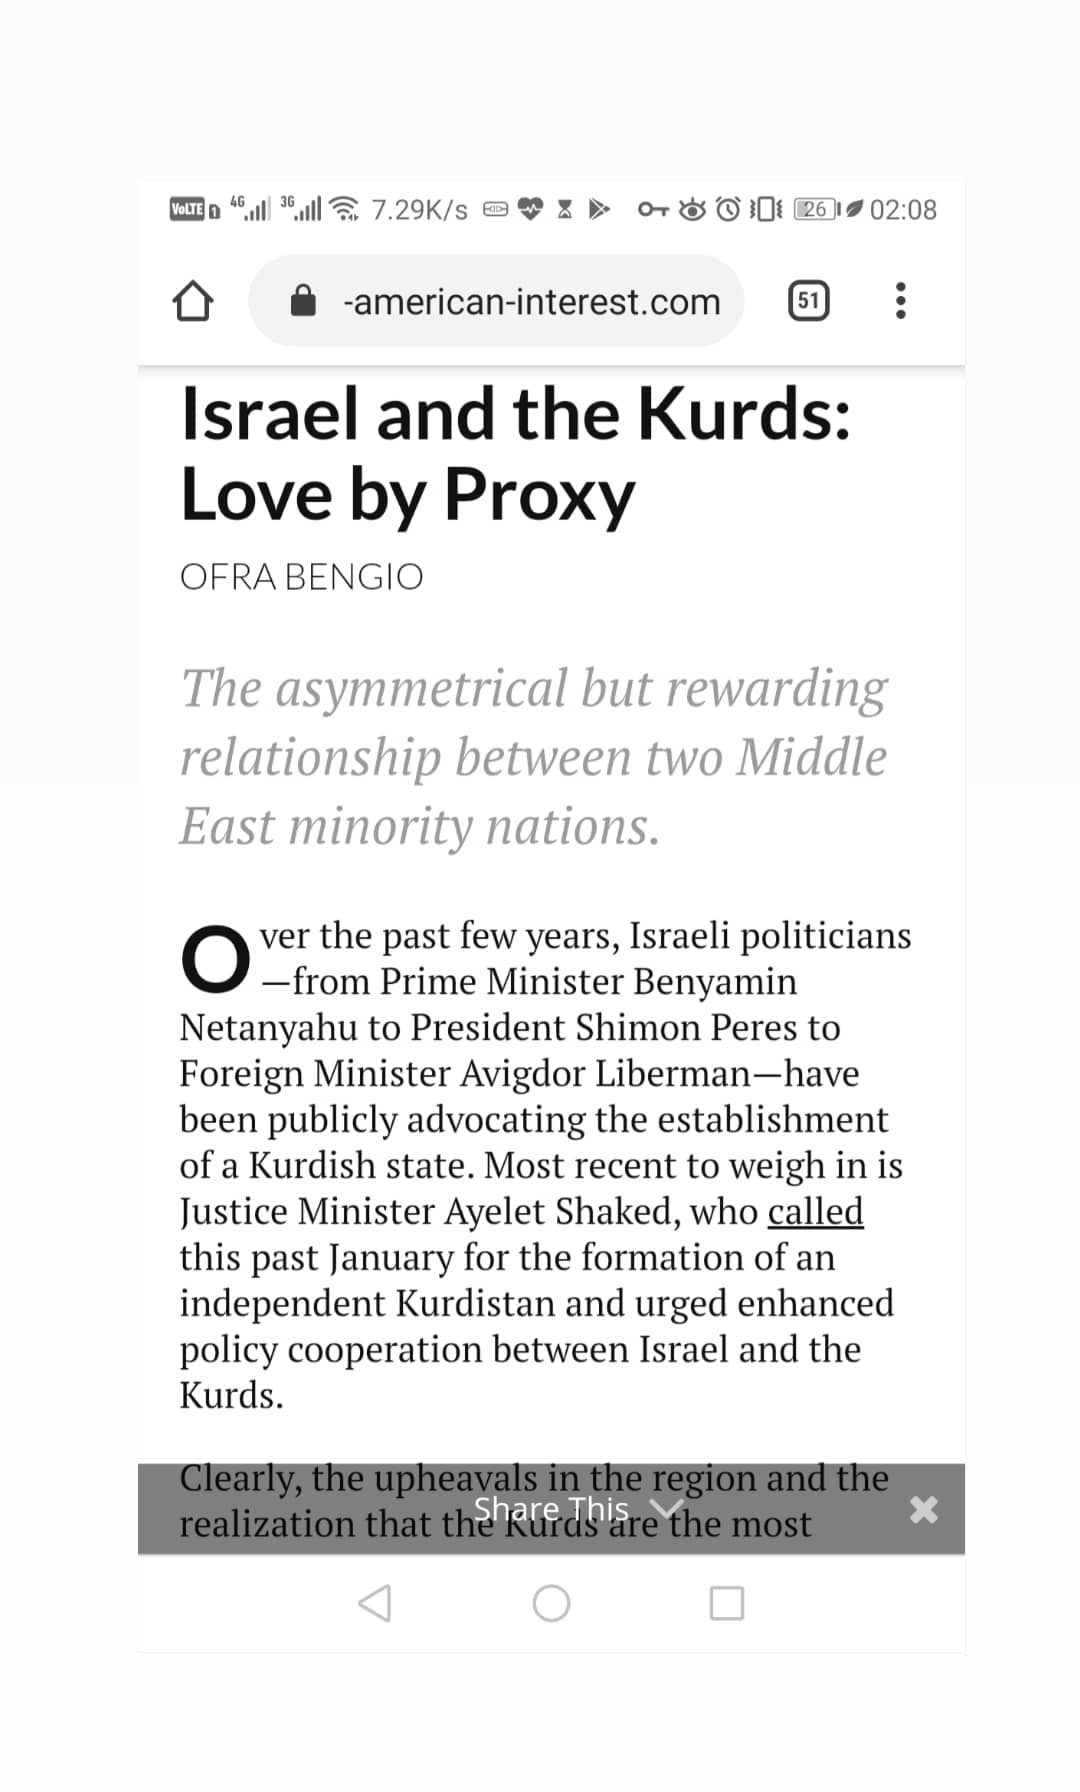 VoLTE 1 4G 3G 7.29K/s 26 02:08
-american-interest.com 51
Israel and the Kurds:
Love by Proxy
OFRA BENGIO
The asymmetrical but rewarding
relationship between two Middle
East minority nations.
Over the past few years, Israeli politicians
—from Prime Minister Benyamin
Netanyahu to President Shimon Peres to
Foreign Minister Avigdor Liberman—have
been publicly advocating the establishment
of a Kurdish state. Most recent to weigh in is
Justice Minister Ayelet Shaked, who called
this past January for the formation of an
independent Kurdistan and urged enhanced
policy cooperation between Israel and the
Kurds.
Clearly, the upheavals in the region and the
Share This
realization that the Kurds are the most